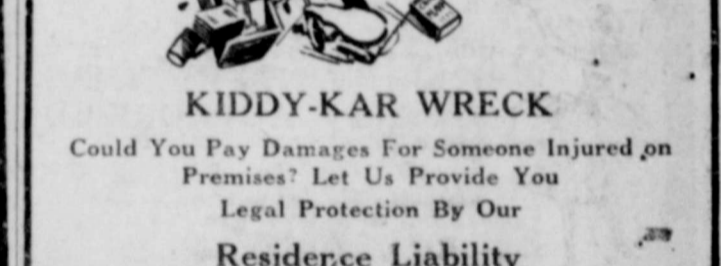 KIDDY-KAR WRECK
Could You Pay Damages For Someone Injured on
Premises? Let Us Provide You
Legal Protection By Our
Residence Liability